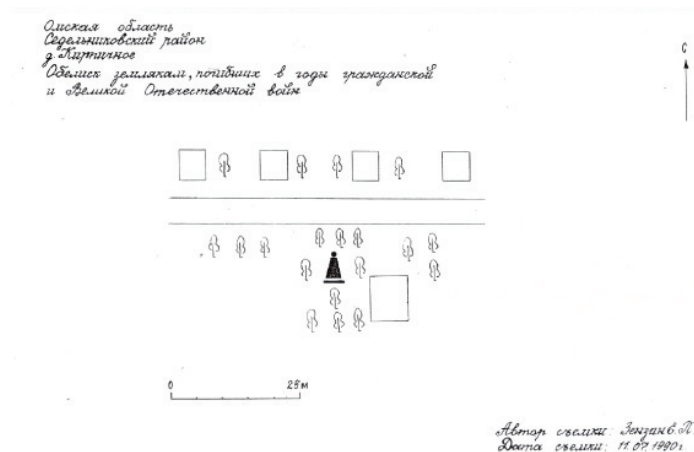 Омская область
Седельниковский район
д. Кирпичное
Обелиск землякам, погибших в годы гражданской
и Великой Отечественной войн
С
0 25м
Автор съемки: Зензин В. П
Дата съемки: 11.07.1990г